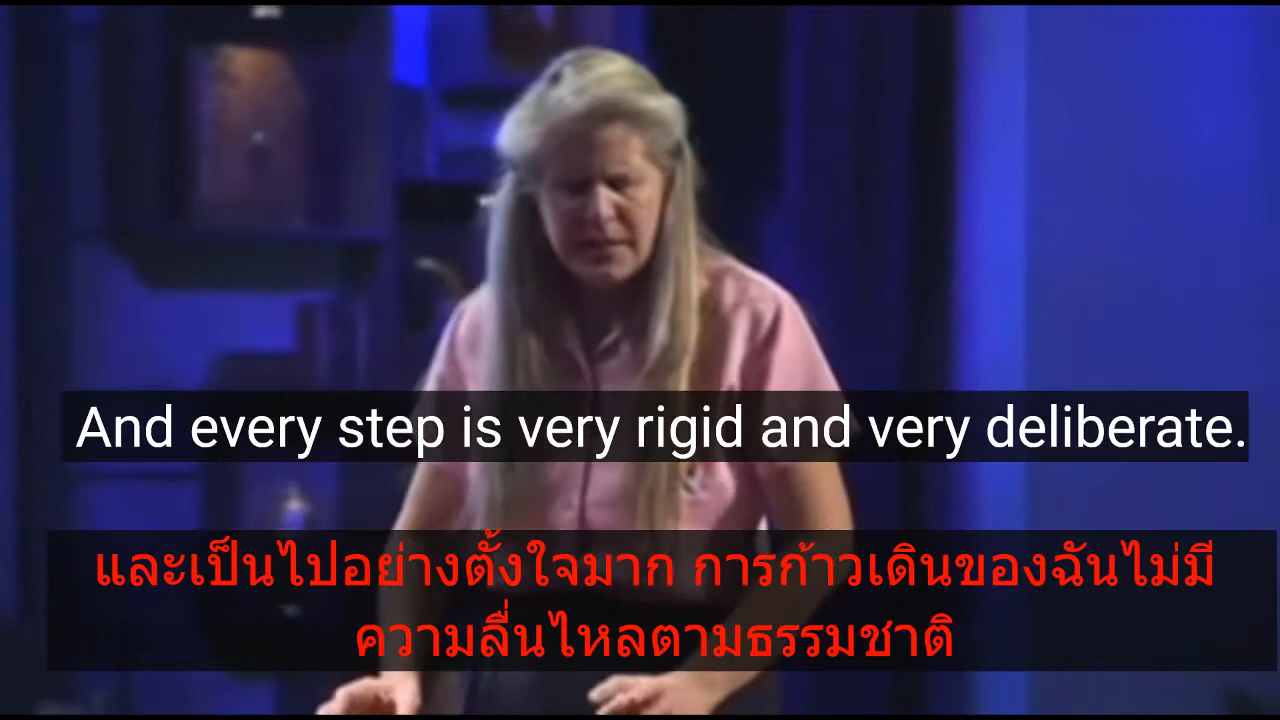 And every step is very rigid and very deliberate.
และเป็นไปอย่างตั้งใจมาก การก้าวเดินของฉันไม่มี
ความลื่นไหลตามธรรมชาติ